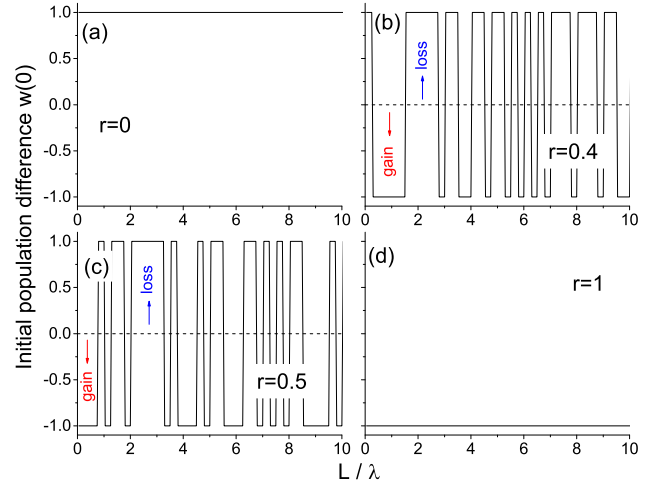 Initial population difference w(0)
1.0
0.5
0.0
-0.5
-1.0
(a)
r=0
0 2 4 6 8 10
(b)
loss
gain
r=0.4
0 2 4 6 8 10
1.0
0.5
0.0
-0.5
-1.0
(c)
loss
gain
r=0.5
0 2 4 6 8 10
(d)
r=1
0 2 4 6 8 10
L / λ